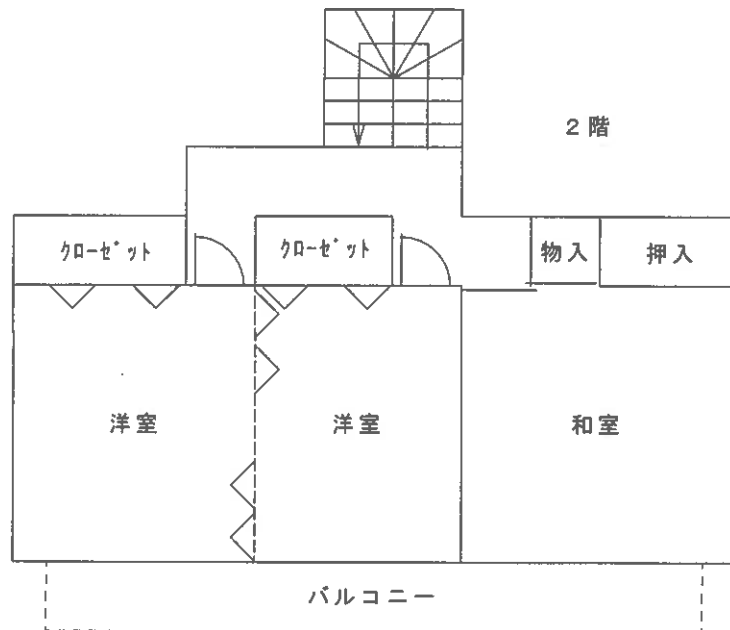 2階
クローゼット
クローゼット
物入
押入
洋室
洋室
和室
バルコニー